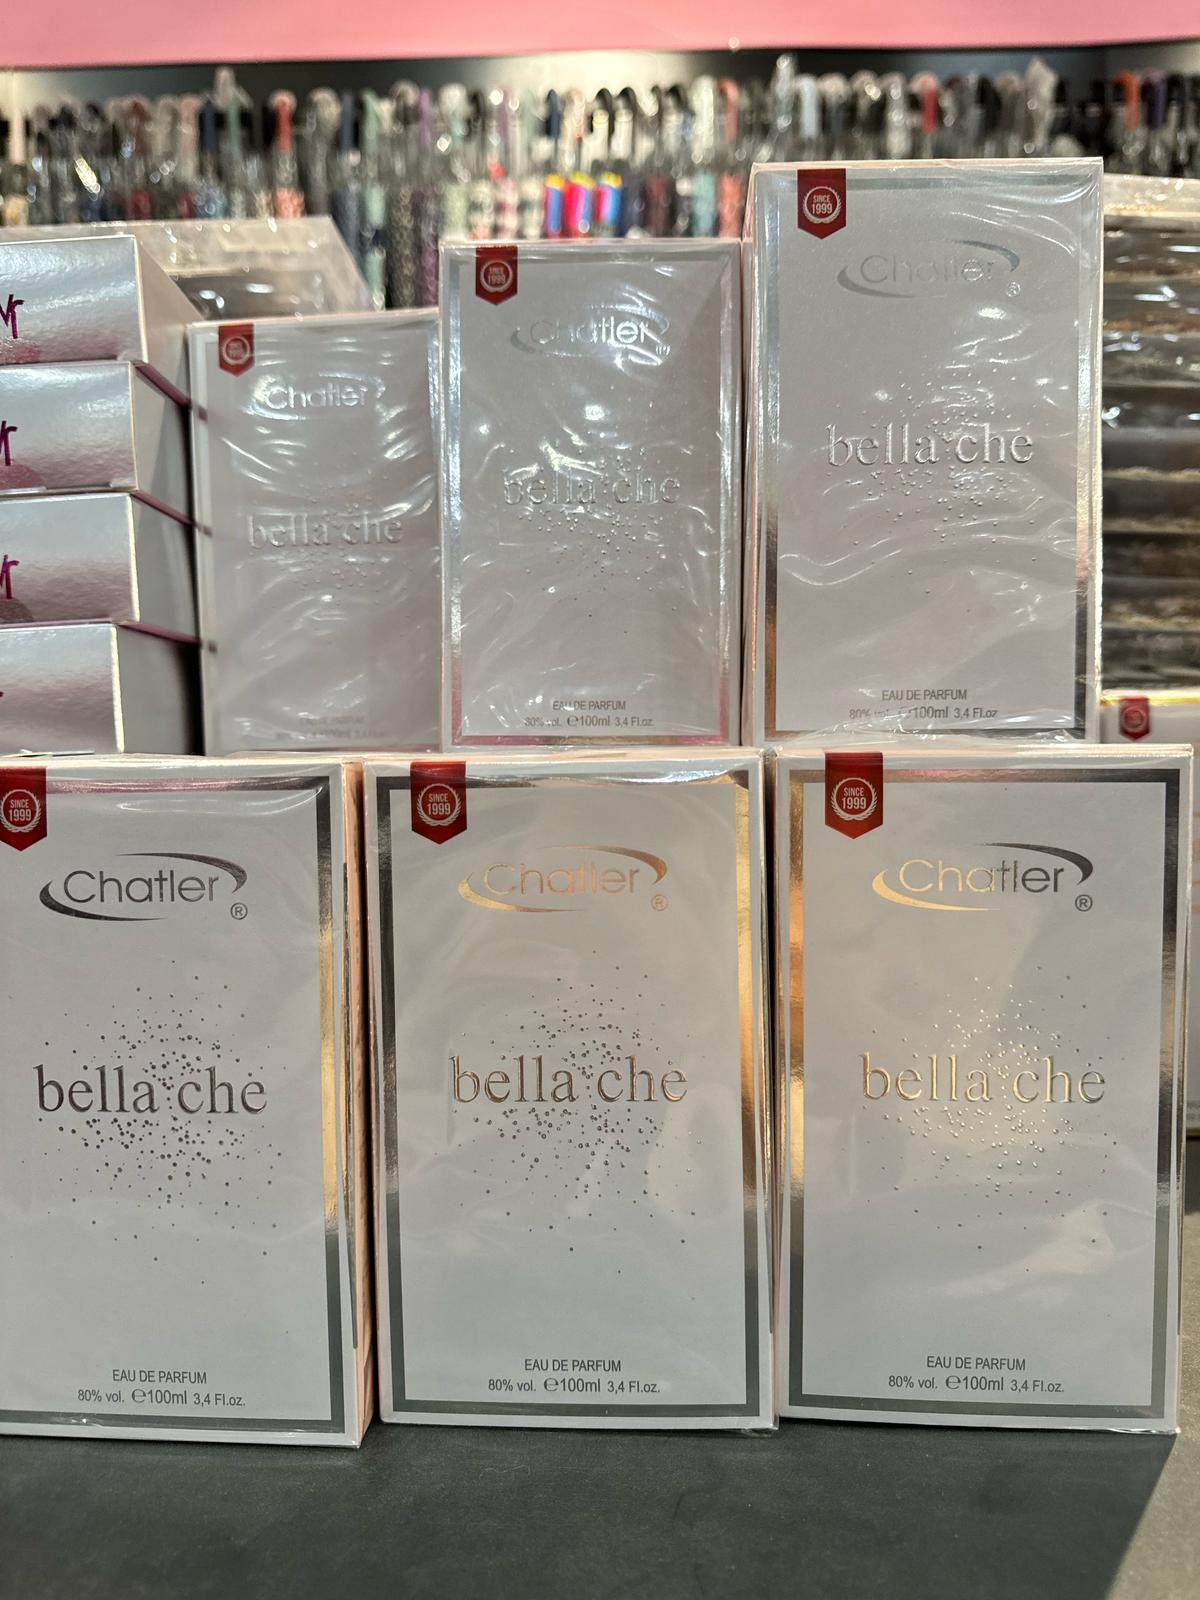 SINCE
1999
Chatler
bella che
EAU DE PARFUM
SINCE
1999
Chatler
bella che
EAU DE PARFUM
80% vol. ℮100ml 3,4 Fl.oz.
SINCE
1999
Chatler ®
bella che
EAU DE PARFUM
80% vol. ℮100ml 3,4 Fl.oz
SINCE
1999
Chatler ®
bella che
EAU DE PARFUM
80% vol. ℮100ml 3,4 Fl.oz.
SINCE
1999
Chatler ®
bella che
EAU DE PARFUM
80% vol. ℮100ml 3,4 Fl.oz.
SINCE
1999
Chatler ®
bella che
EAU DE PARFUM
80% vol. ℮100ml 3,4 Fl.oz.